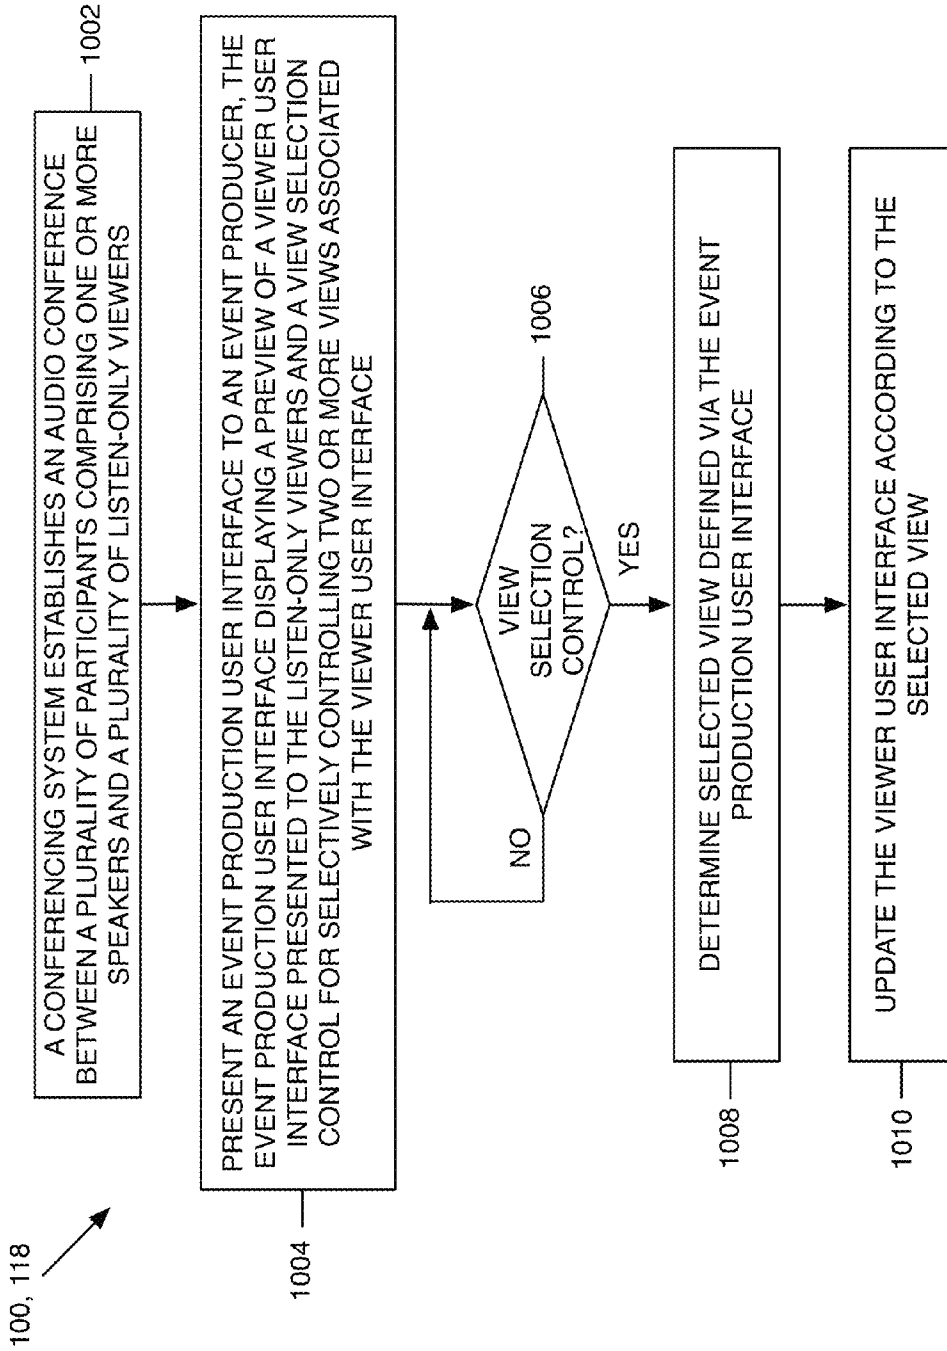 100, 118
A CONFERENCING SYSTEM ESTABLISHES AN AUDIO CONFERENCE
BETWEEN A PLURALITY OF PARTICIPANTS COMPRISING ONE OR MORE
SPEAKERS AND A PLURALITY OF LISTEN-ONLY VIEWERS
1002
PRESENT AN EVENT PRODUCTION USER INTERFACE TO AN EVENT PRODUCER, THE
EVENT PRODUCTION USER INTERFACE DISPLAYING A PREVIEW OF A VIEWER USER
INTERFACE PRESENTED TO THE LISTEN-ONLY VIEWERS AND A VIEW SELECTION
CONTROL FOR SELECTIVELY CONTROLLING TWO OR MORE VIEWS ASSOCIATED
WITH THE VIEWER USER INTERFACE
1004
NO
VIEW
SELECTION
CONTROL?
1006
YES
DETERMINE SELECTED VIEW DEFINED VIA THE EVENT
PRODUCTION USER INTERFACE
1008
UPDATE THE VIEWER USER INTERFACE ACCORDING TO THE
SELECTED VIEW
1010